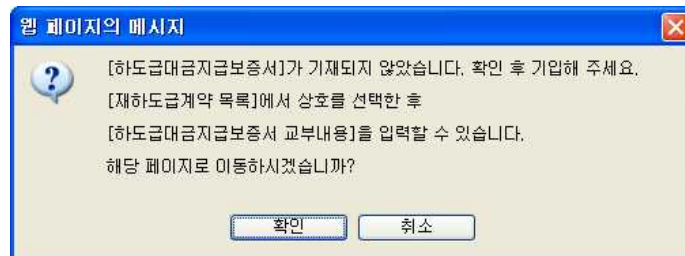 웹 페이지의 메시지
[하도급대금지급보증서]가 기재되지 않았습니다. 확인 후 기입해 주세요.
[재하도급계약 목록]에서 상호를 선택한 후
[하도급대금지급보증서 교부내용]을 입력할 수 있습니다.
해당 페이지로 이동하시겠습니까?
확인
취소